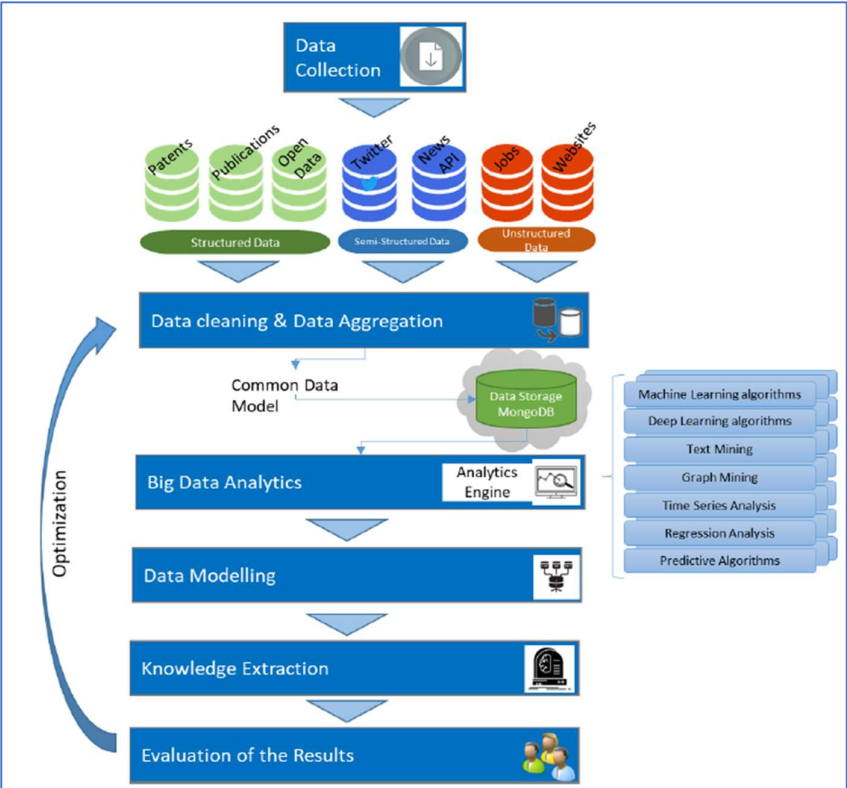 Data
Collection
Patents
Publications
Open
Data
Twitter
News
API
Jobs
Websites
Structured Data
Semi-Structured Data
Unstructured
Data
Data cleaning & Data Aggregation
Common Data
Model
Data Storage
MongoDB
Machine Learning algorithms
Deep Learning algorithms
Text Mining
Graph Mining
Time Series Analysis
Regression Analysis
Predictive Algorithms
Big Data Analytics
Analytics
Engine
Optimization
Data Modelling
Knowledge Extraction
Evaluation of the Results